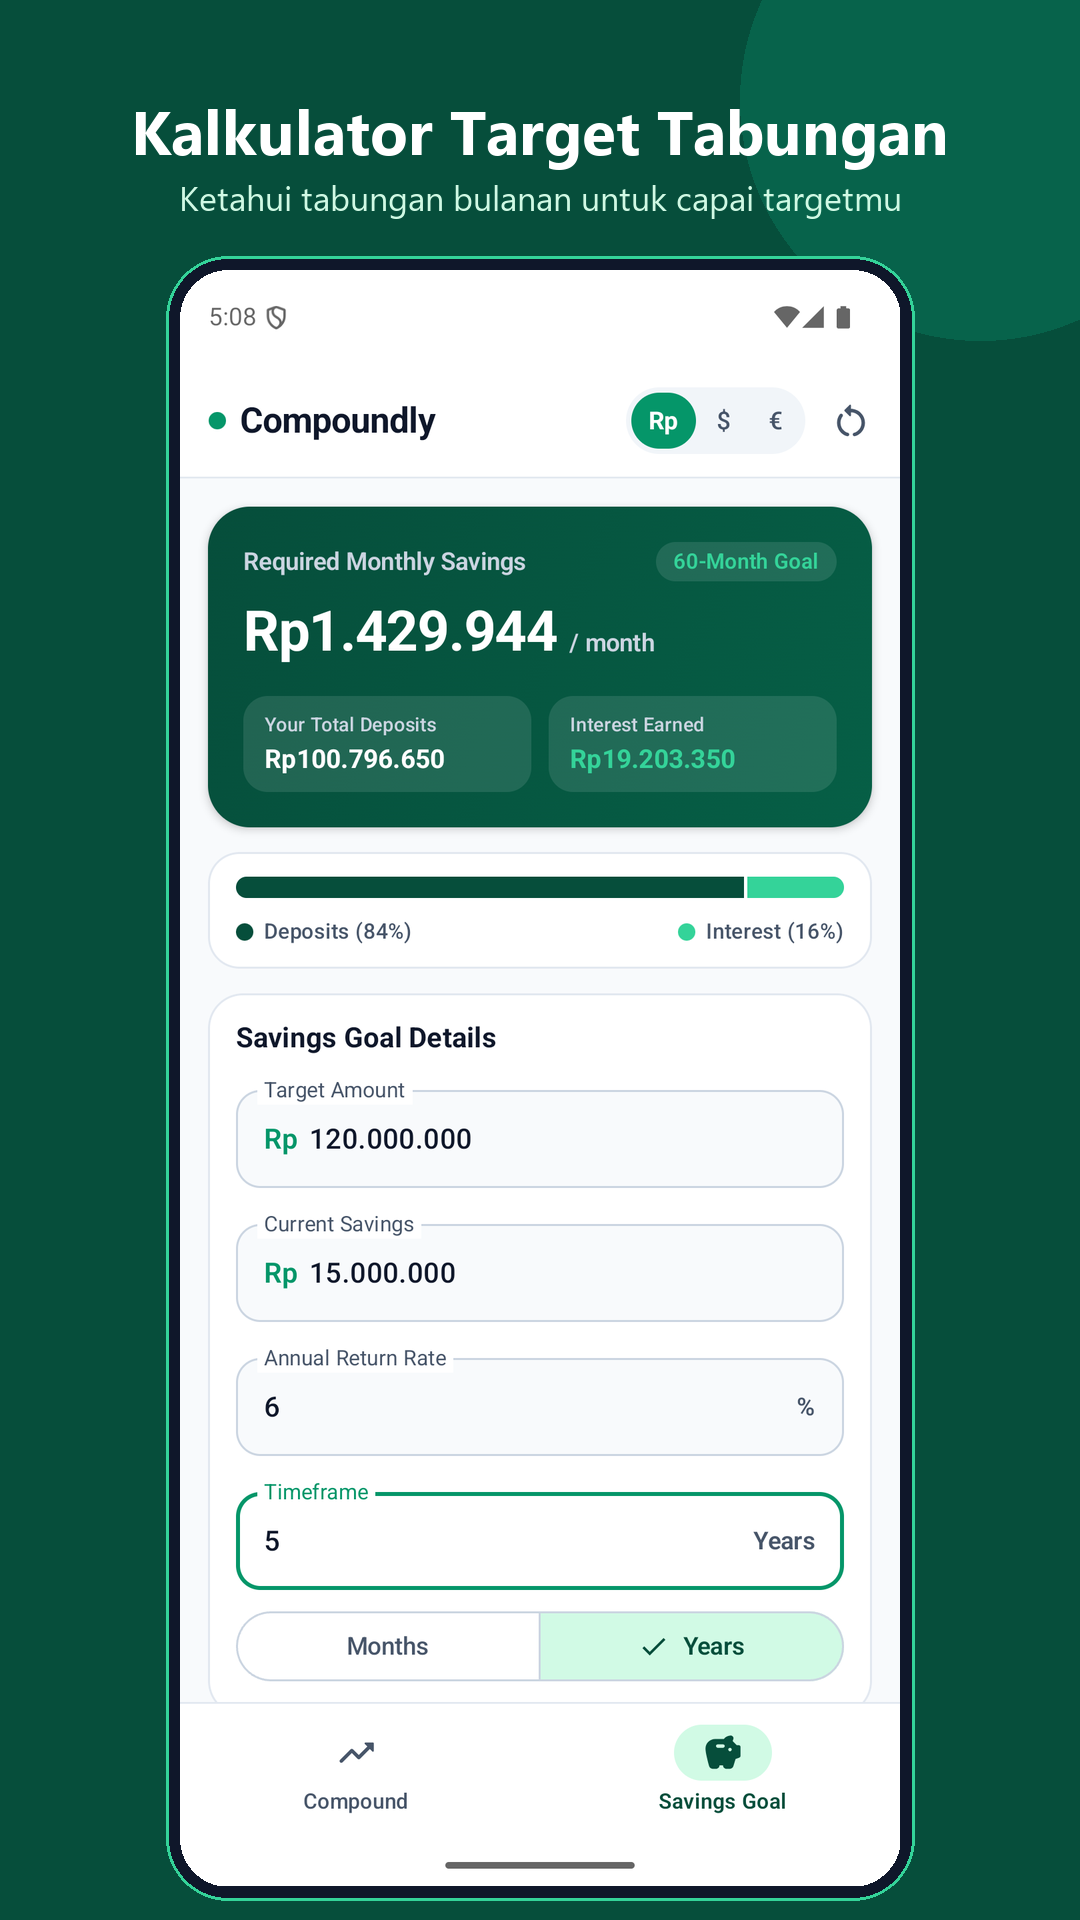 Kalkulator Target Tabungan
Ketahui tabungan bulanan untuk capai targetmu
5:08
Compoundly
Rp $ €
Required Monthly Savings
60-Month Goal
Rp1.429.944 / month
Your Total Deposits
Rp100.796.650
Interest Earned
Rp19.203.350
Deposits (84%)
Interest (16%)
Savings Goal Details
Target Amount
Rp 120.000.000
Current Savings
Rp 15.000.000
Annual Return Rate
6 %
Timeframe
5 Years
Months
Years
Compound
Savings Goal